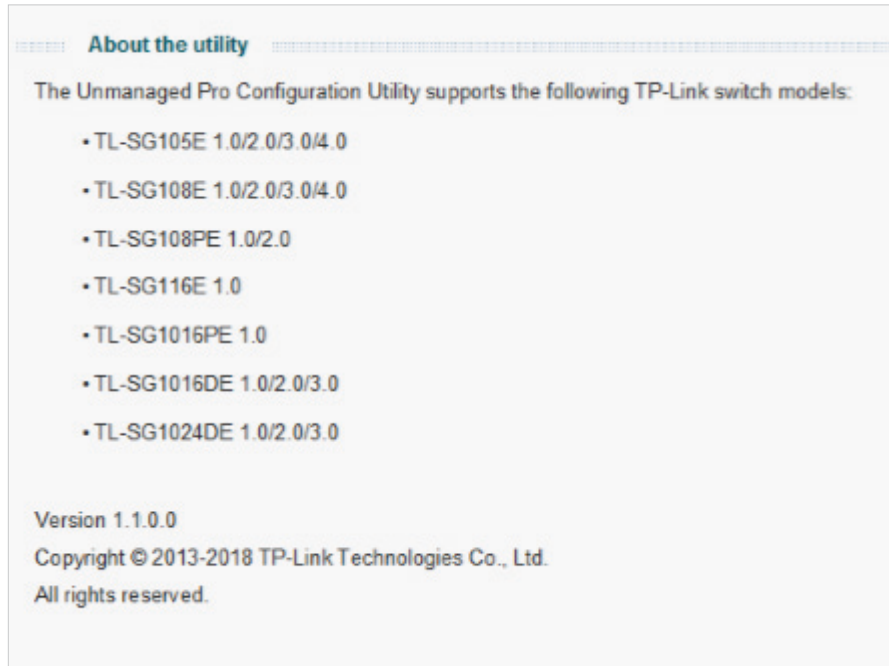 About the utility
The Unmanaged Pro Configuration Utility supports the following TP-Link switch models:
• TL-SG105E 1.0/2.0/3.0/4.0
• TL-SG108E 1.0/2.0/3.0/4.0
• TL-SG108PE 1.0/2.0
• TL-SG116E 1.0
• TL-SG1016PE 1.0
• TL-SG1016DE 1.0/2.0/3.0
• TL-SG1024DE 1.0/2.0/3.0
Version 1.1.0.0
Copyright © 2013-2018 TP-Link Technologies Co., Ltd.
All rights reserved.